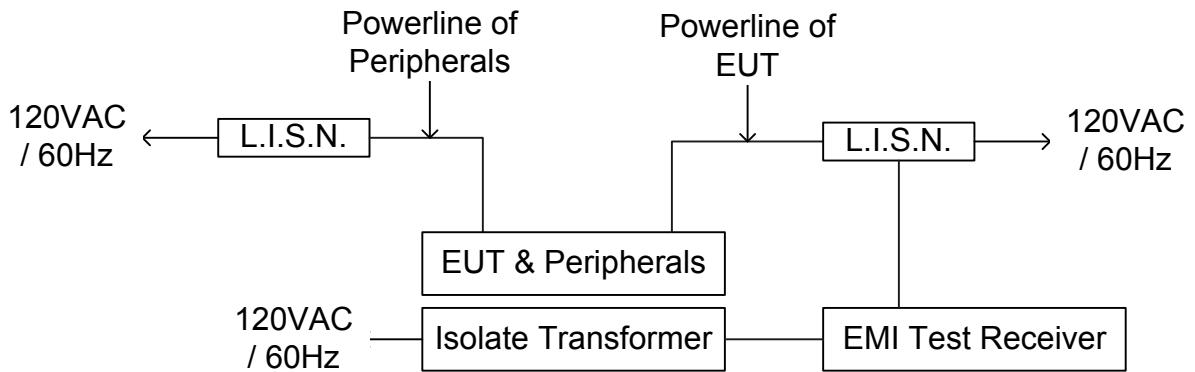 Powerline of
Peripherals
Powerline of
EUT
120VAC
/ 60Hz
L.I.S.N.
L.I.S.N.
120VAC
/ 60Hz
EUT & Peripherals
120VAC
/ 60Hz
Isolate Transformer
EMI Test Receiver